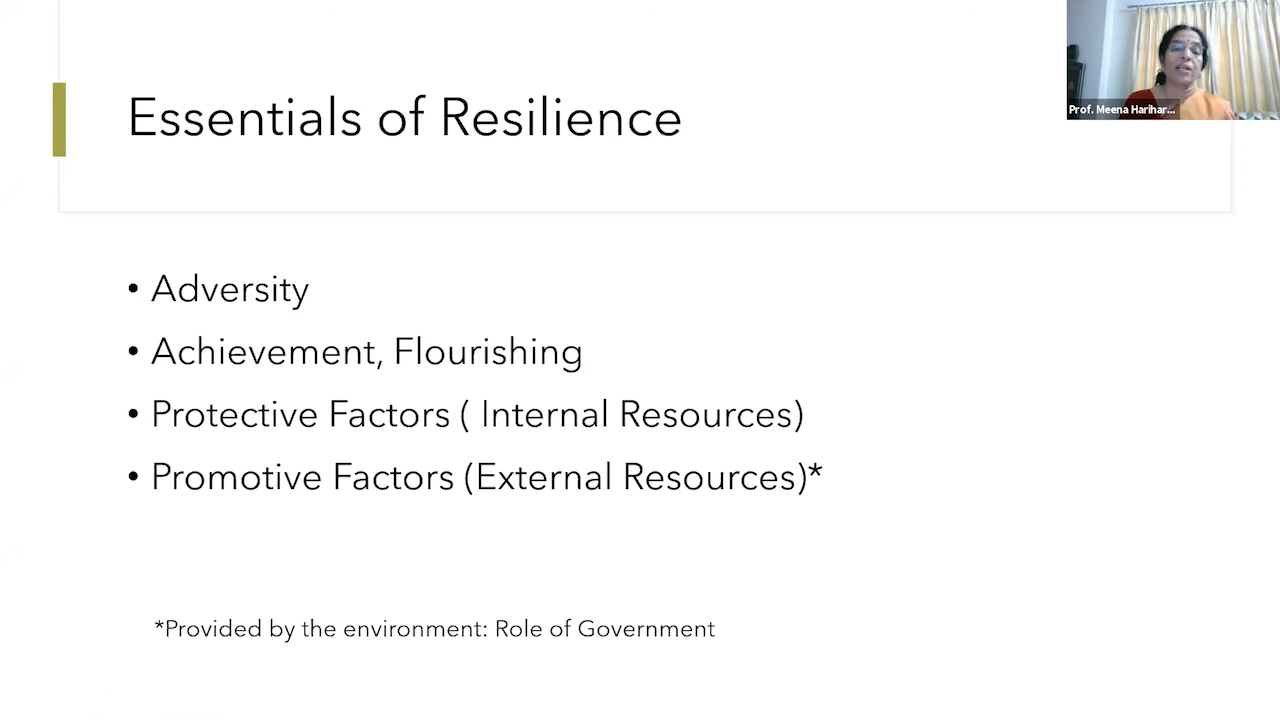 Essentials of Resilience
Prof. Meena Harihar...
• Adversity
• Achievement, Flourishing
• Protective Factors ( Internal Resources)
• Promotive Factors (External Resources)*
*Provided by the environment: Role of Government